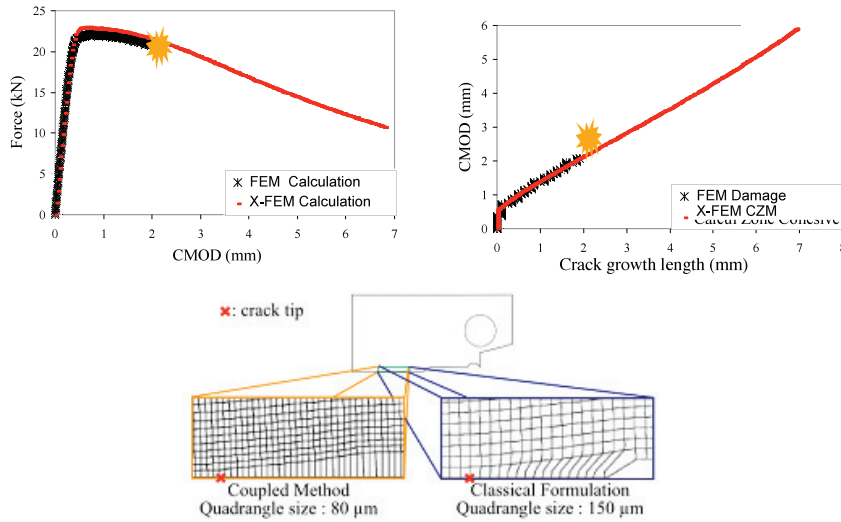 25
20
15
10
5
0
Force (kN)
FEM Calculation
X-FEM Calculation
0 1 2 3 4 5 6 7
CMOD (mm)
6
5
4
3
2
1
0
CMOD (mm)
FEM Damage
X-FEM CZM
0 1 2 3 4 5 6 7 8
Crack growth length (mm)
: crack tip
Coupled Method
Quadrangle size : 80 µm
Classical Formulation
Quadrangle size : 150 µm